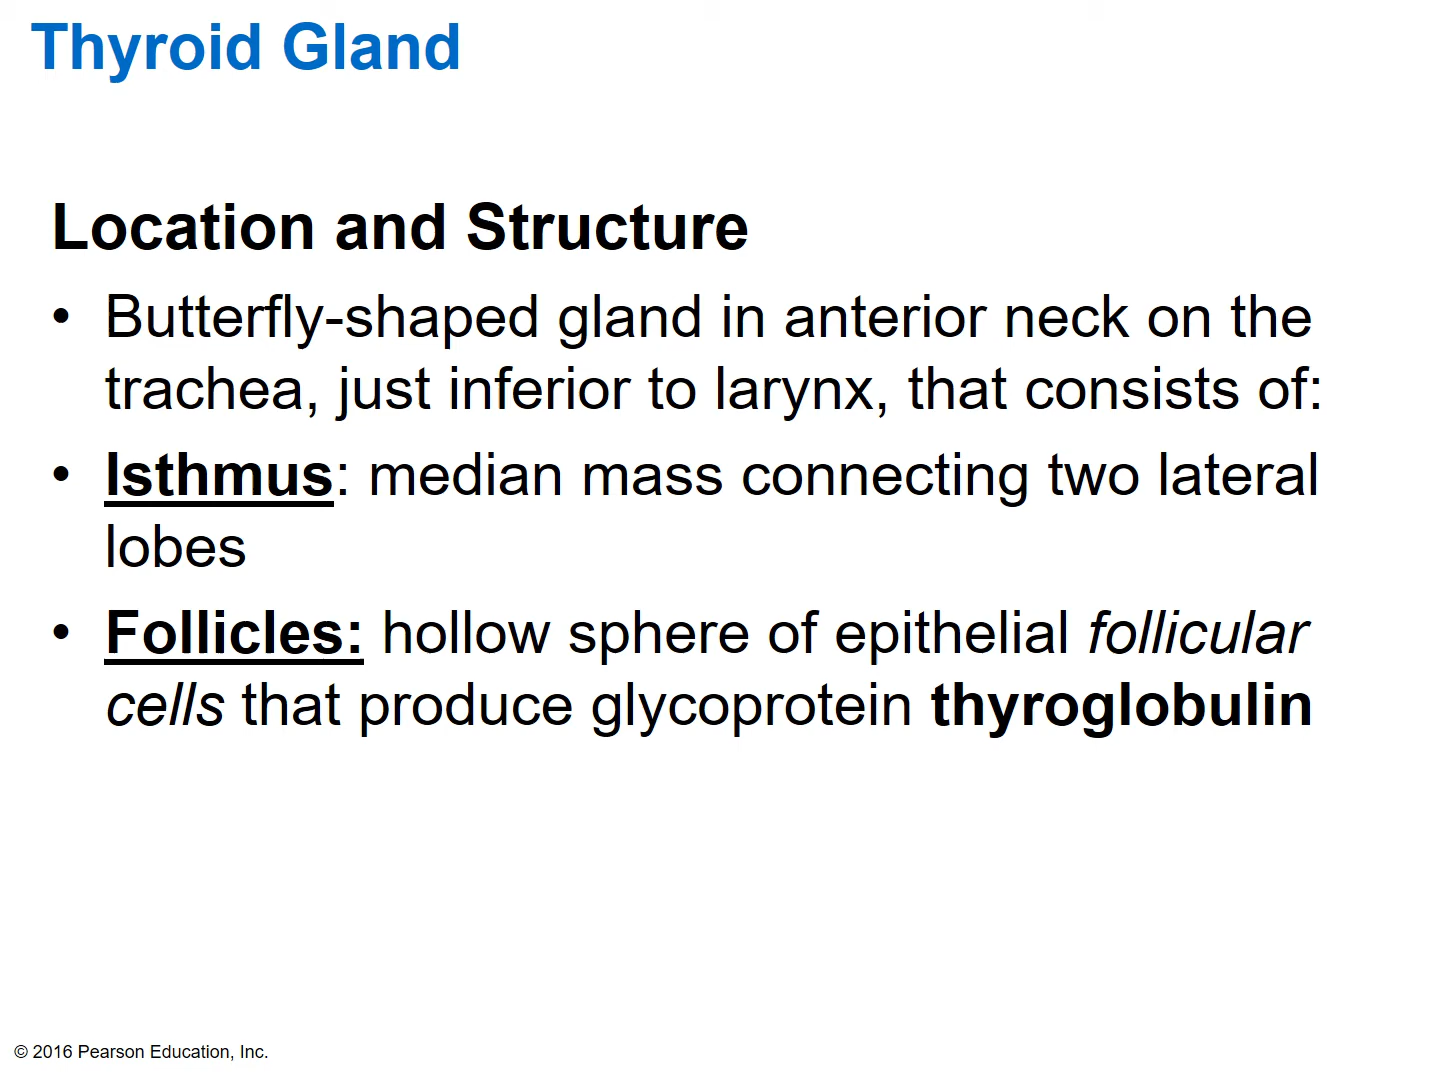 Thyroid Gland
Location and Structure
• Butterfly-shaped gland in anterior neck on the
trachea, just inferior to larynx, that consists of:
• Isthmus: median mass connecting two lateral
lobes
• Follicles: hollow sphere of epithelial follicular
cells that produce glycoprotein thyroglobulin
© 2016 Pearson Education, Inc.